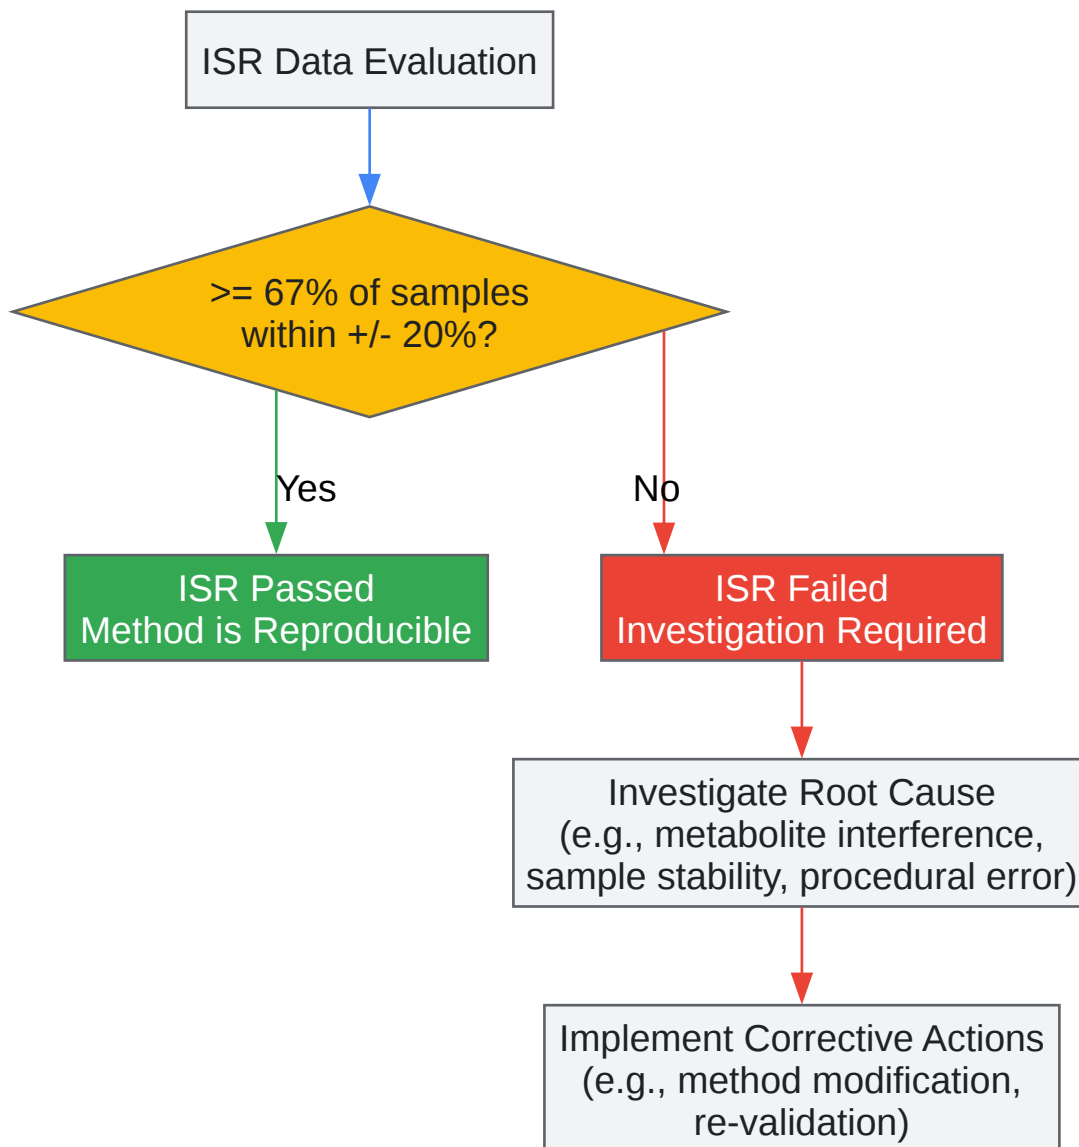 ISR Data Evaluation
>= 67% of samples
within +/- 20%?
Yes
No
ISR Passed
Method is Reproducible
ISR Failed
Investigation Required
Investigate Root Cause
(e.g., metabolite interference,
sample stability, procedural error)
Implement Corrective Actions
(e.g., method modification,
re-validation)